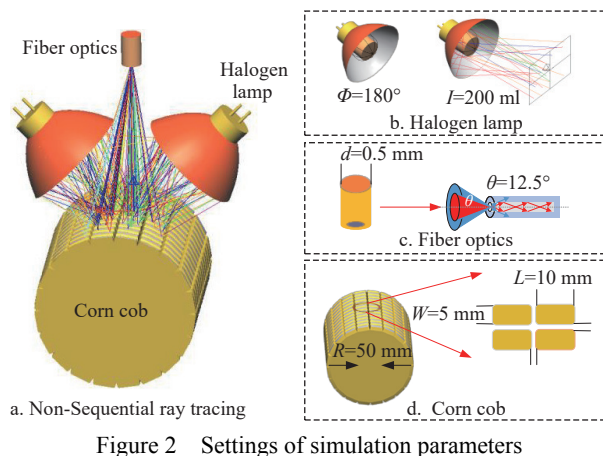 Fiber optics
Halogen
lamp
Corn cob
a. Non-Sequential ray tracing
Φ=180°
I=200 ml
b. Halogen lamp
d=0.5 mm
θ=12.5°
θ
c. Fiber optics
L=10 mm
W=5 mm
R=50 mm
d. Corn cob
Figure 2 Settings of simulation parameters